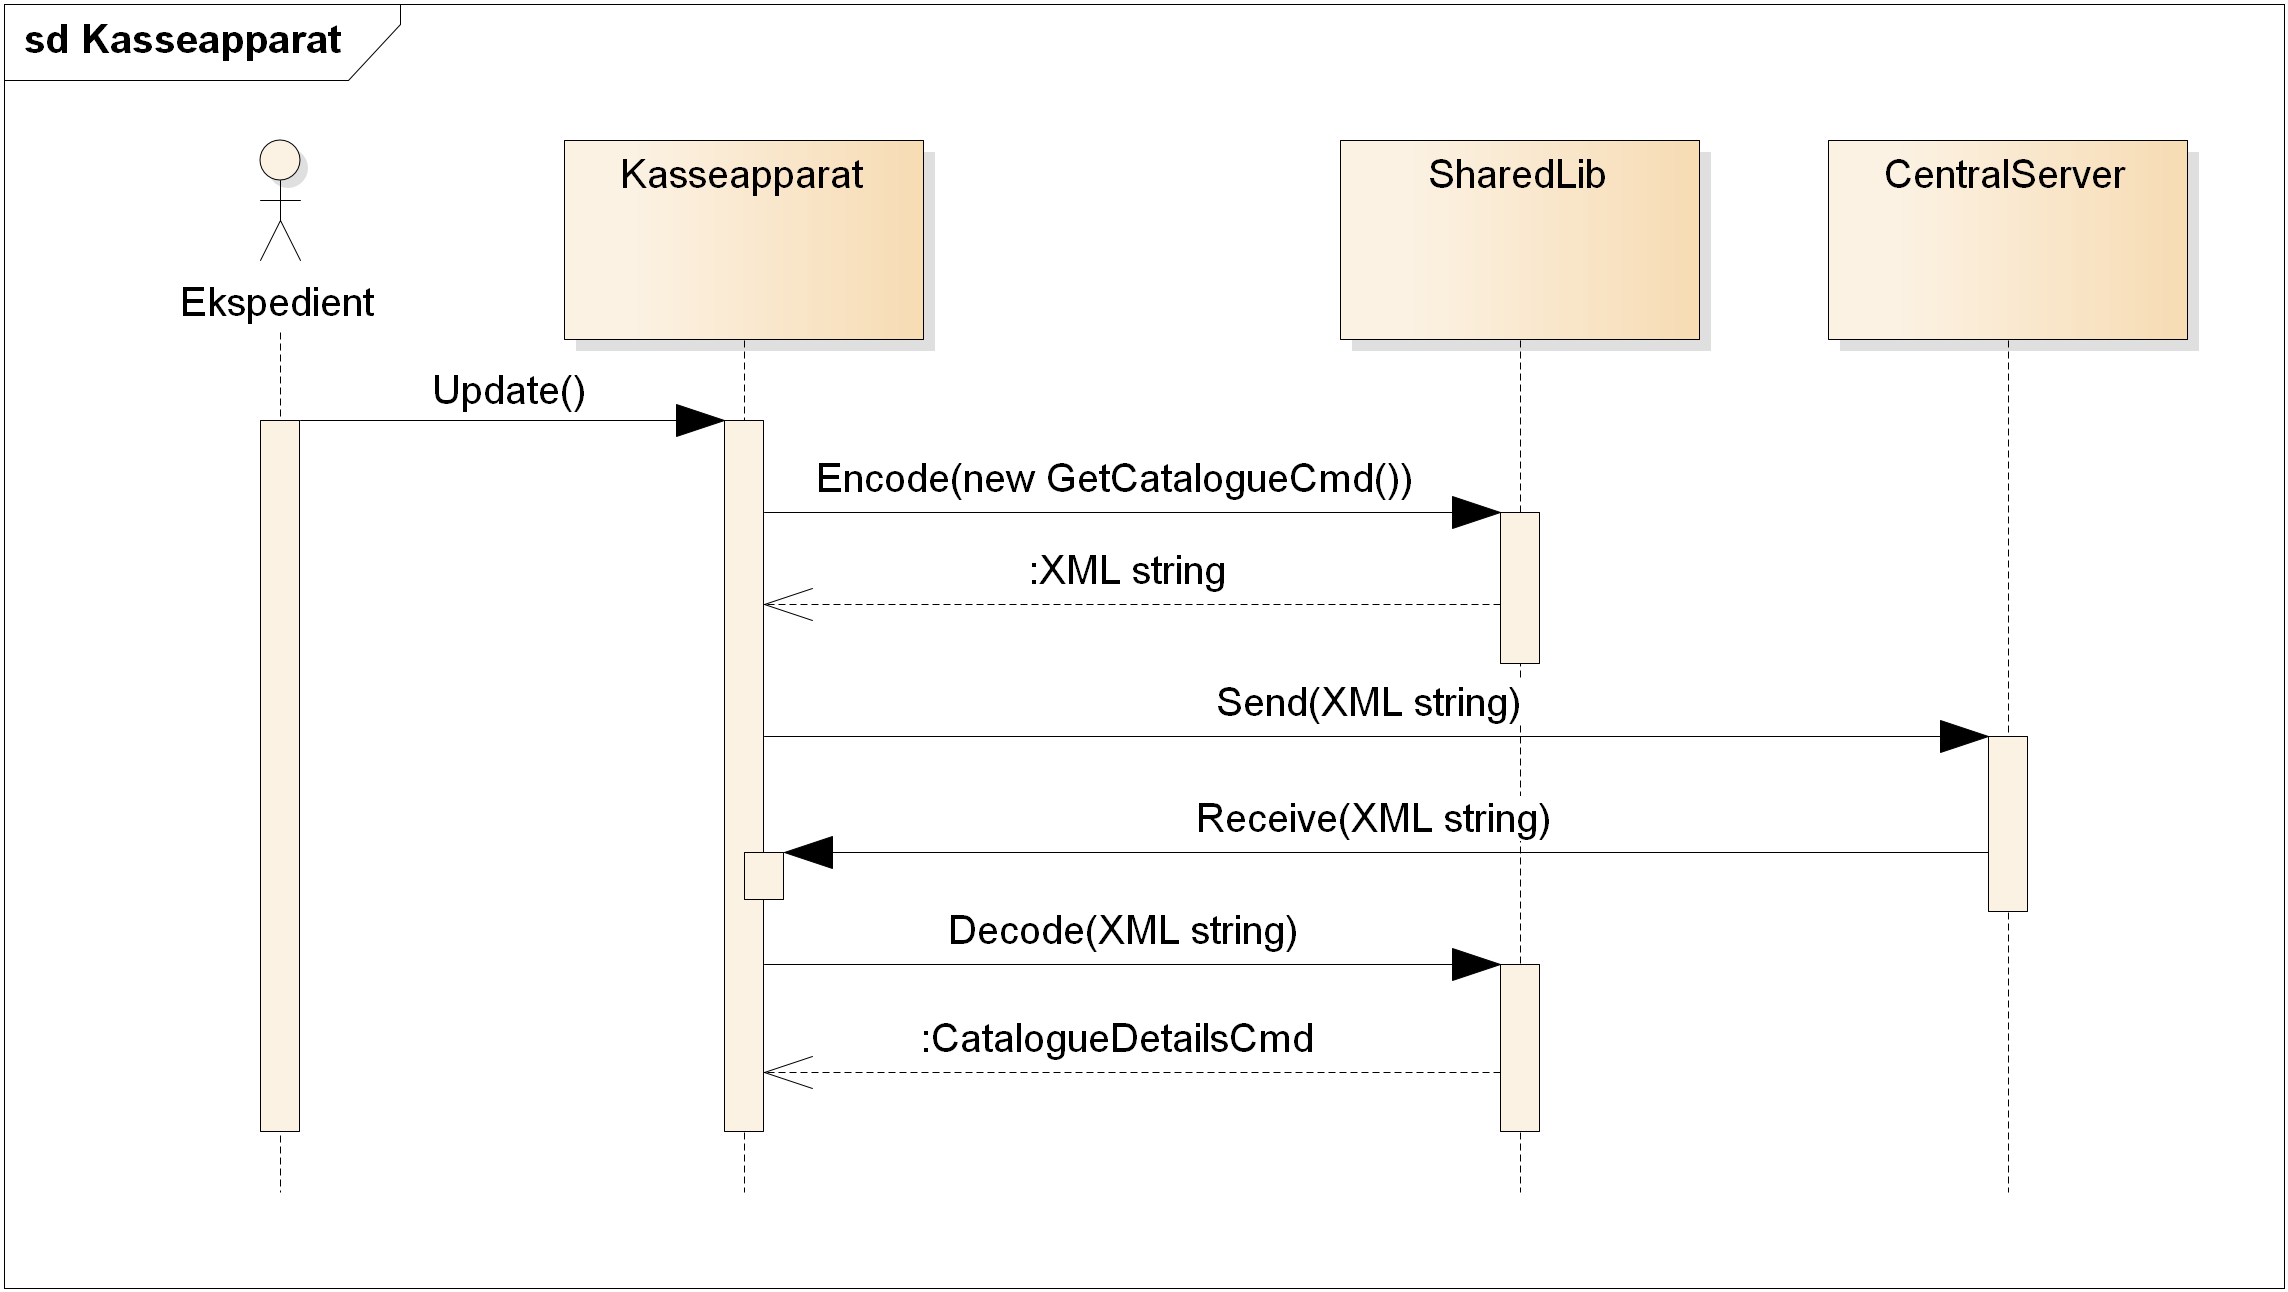 sd Kasseapparat
Ekspedient
Kasseapparat
SharedLib
CentralServer
Update()
Encode(new GetCatalogueCmd())
:XML string
Send(XML string)
Receive(XML string)
Decode(XML string)
:CatalogueDetailsCmd